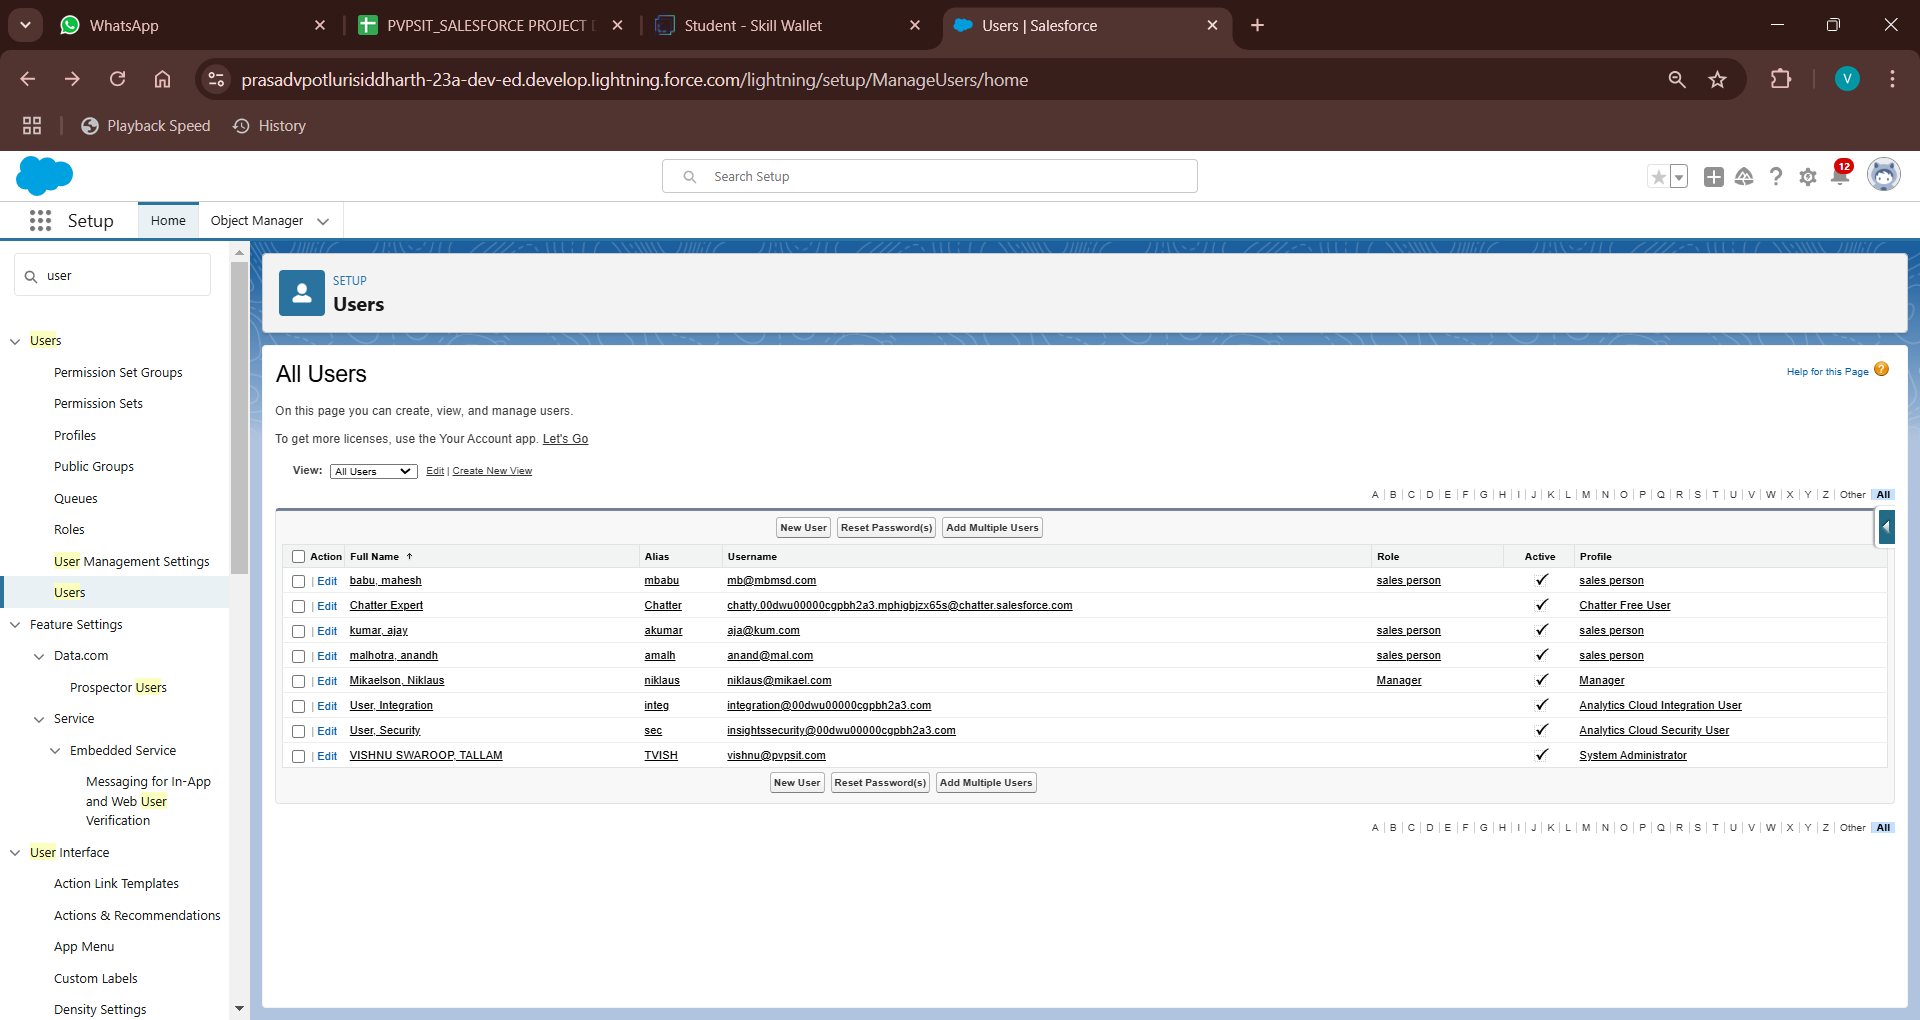 WhatsApp
PVPSIT_SALESFORCE PROJECT
Student - Skill Wallet
Users | Salesforce
prasadvpotlurisiddharth-23a-dev-ed.develop.lightning.force.com/lightning/setup/ManageUsers/home
V
Playback Speed
History
Search Setup
12
Setup
Home
Object Manager
user
Users
Permission Set Groups
Permission Sets
Profiles
Public Groups
Queues
Roles
User Management Settings
Users
Feature Settings
Data.com
Prospector Users
Service
Embedded Service
Messaging for In-App
and Web User
Verification
User Interface
Action Link Templates
Actions & Recommendations
App Menu
Custom Labels
Density Settings
SETUP
Users
All Users
Help for this Page ?
On this page you can create, view, and manage users.
To get more licenses, use the Your Account app. Let's Go
View: All Users Edit | Create New View
A | B | C | D | E | F | G | H | I | J | K | L | M | N | O | P | Q | R | S | T | U | V | W | X | Y | Z | Other | All
New User Reset Password(s) Add Multiple Users
Action Full Name ↑ Alias Username Role Active Profile
| Edit babu, mahesh mbabu mb@mbmsd.com sales person ✓ sales person
| Edit Chatter Expert Chatter chatty.00dwu00000cgpbh2a3.mphigbjzx65s@chatter.salesforce.com ✓ Chatter Free User
| Edit kumar, ajay akumar aja@kum.com sales person ✓ sales person
| Edit malhotra, anandh amalh anand@mal.com sales person ✓ sales person
| Edit Mikaelson, Niklaus niklaus niklaus@mikael.com Manager ✓ Manager
| Edit User, Integration integ integration@00dwu00000cgpbh2a3.com ✓ Analytics Cloud Integration User
| Edit User, Security sec insightssecurity@00dwu00000cgpbh2a3.com ✓ Analytics Cloud Security User
| Edit VISHNU SWAROOP, TALLAM TVISH vishnu@pvpsit.com ✓ System Administrator
New User Reset Password(s) Add Multiple Users
A | B | C | D | E | F | G | H | I | J | K | L | M | N | O | P | Q | R | S | T | U | V | W | X | Y | Z | Other | All